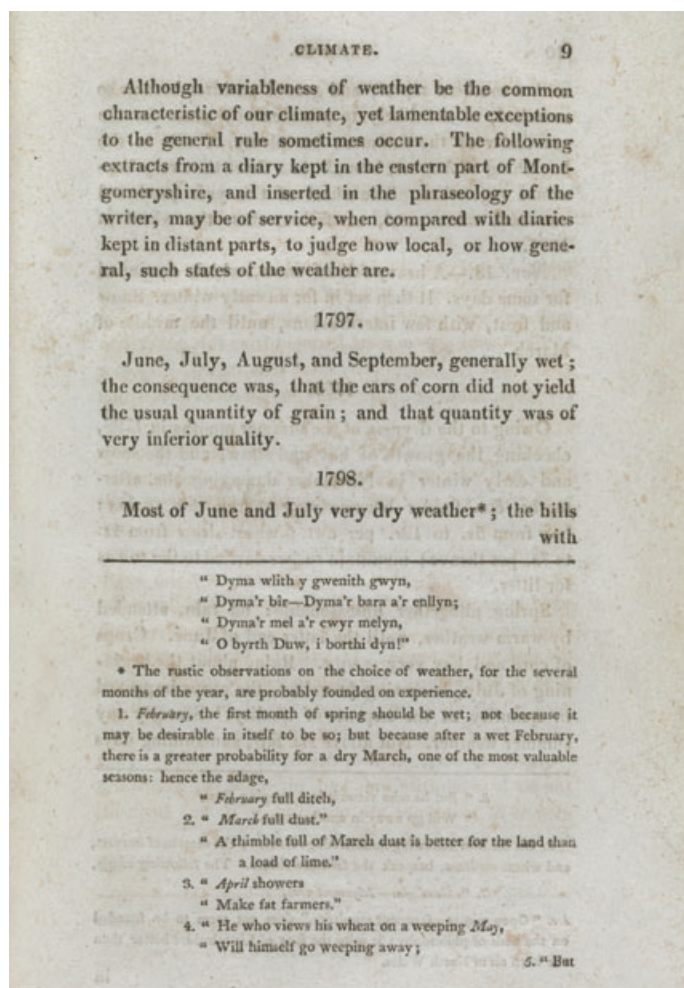 CLIMATE. 9
Although variableness of weather be the common
characteristic of our climate, yet lamentable exceptions
to the general rule sometimes occur. The following
extracts from a diary kept in the eastern part of Mont-
gomeryshire, and inserted in the phraseology of the
writer, may be of service, when compared with diaries
kept in distant parts, to judge how local, or how gene-
ral, such states of the weather are.
1797.
June, July, August, and September, generally wet;
the consequence was, that the ears of corn did not yield
the usual quantity of grain; and that quantity was of
very inferior quality.
1798.
Most of June and July very dry weather*; the hills
with
“ Dyma wlith y gwenith gwyn,
“ Dyma'r bîr—Dyma'r bara a'r enllyn;
“ Dyma'r mel a'r cwyr melyn,
“ O byrth Duw, i borthi dyn!”
* The rustic observations on the choice of weather, for the several
months of the year, are probably founded on experience.
1. February, the first month of spring should be wet; not because it
may be desirable in itself to be so; but because after a wet February,
there is a greater probability for a dry March, one of the most valuable
seasons: hence the adage,
“ February full ditch,
2. “ March full dust.”
“ A thimble full of March dust is better for the land than
a load of lime.”
3. “ April showers
“ Make fat farmers.”
4. “ He who views his wheat on a weeping May,
“ Will himself go weeping away;
5. “ But